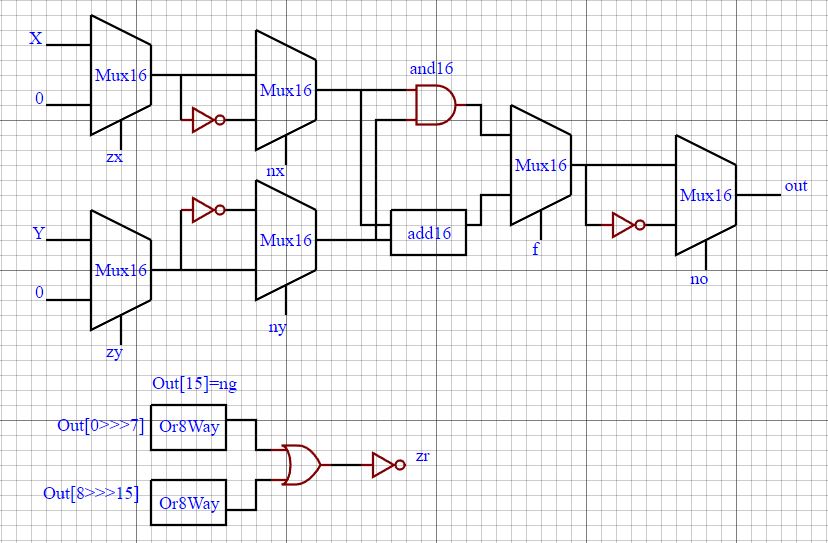 X
0
Mux16
zx
Mux16
nx
and16
Mux16
f
Mux16
out
no
Y
0
Mux16
zy
Mux16
ny
add16
Out[15]=ng
Out[0>>>7]
Or8Way
Out[8>>>15]
Or8Way
zr